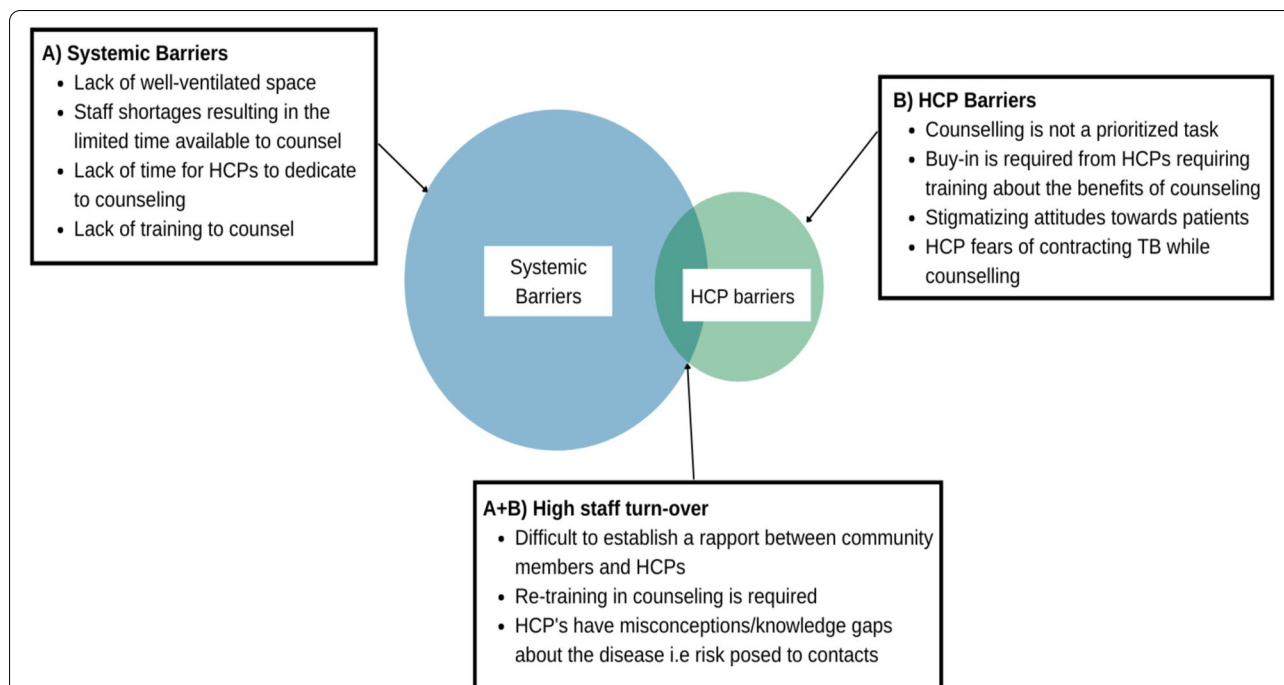 A) Systemic Barriers
• Lack of well-ventilated space
• Staff shortages resulting in the
limited time available to counsel
• Lack of time for HCPs to dedicate
to counseling
• Lack of training to counsel
B) HCP Barriers
• Counselling is not a prioritized task
• Buy-in is required from HCPs requiring
training about the benefits of counseling
• Stigmatizing attitudes towards patients
• HCP fears of contracting TB while
counselling
Systemic
Barriers
HCP barriers
A+B) High staff turn-over
• Difficult to establish a rapport between community
members and HCPs
• Re-training in counseling is required
• HCP's have misconceptions/knowledge gaps
about the disease i.e risk posed to contacts